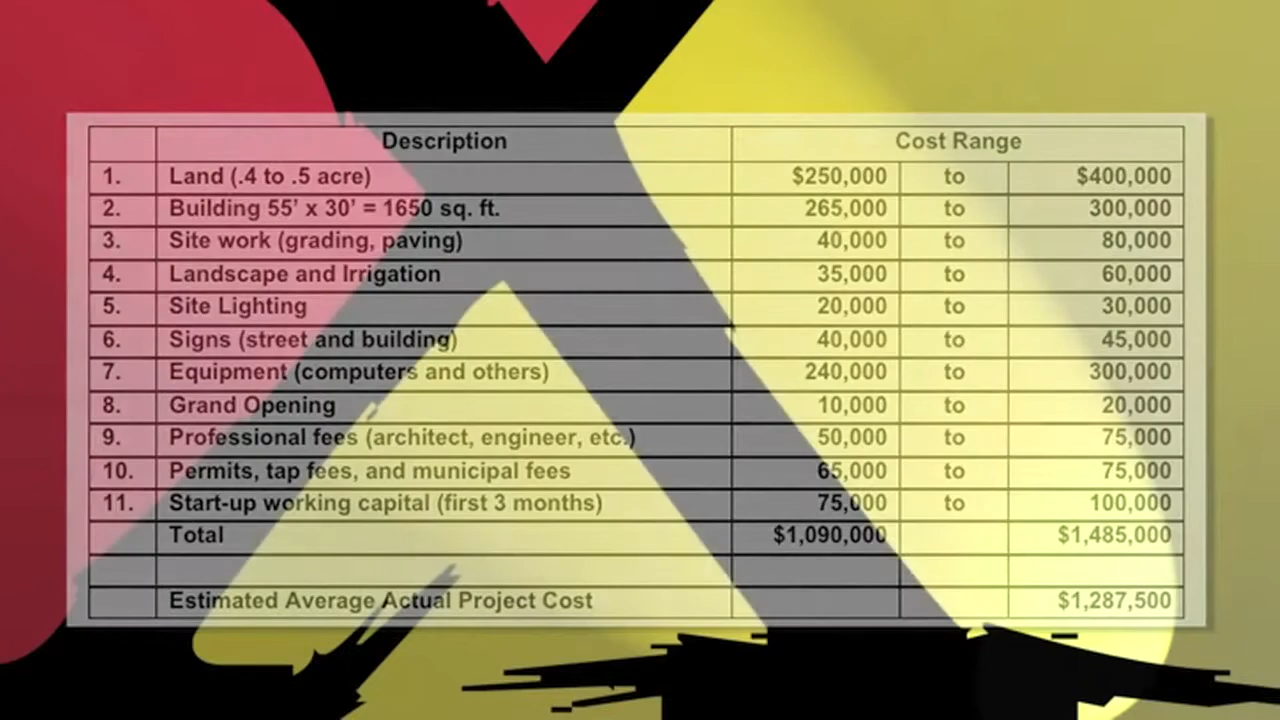 Description Cost Range
1. Land (.4 to .5 acre) $250,000 to $400,000
2. Building 55’ x 30’ = 1650 sq. ft. 265,000 to 300,000
3. Site work (grading, paving) 40,000 to 80,000
4. Landscape and Irrigation 35,000 to 60,000
5. Site Lighting 20,000 to 30,000
6. Signs (street and building) 40,000 to 45,000
7. Equipment (computers and others) 240,000 to 300,000
8. Grand Opening 10,000 to 20,000
9. Professional fees (architect, engineer, etc.) 50,000 to 75,000
10. Permits, tap fees, and municipal fees 65,000 to 75,000
11. Start-up working capital (first 3 months) 75,000 to 100,000
Total $1,090,000 $1,485,000
Estimated Average Actual Project Cost $1,287,500